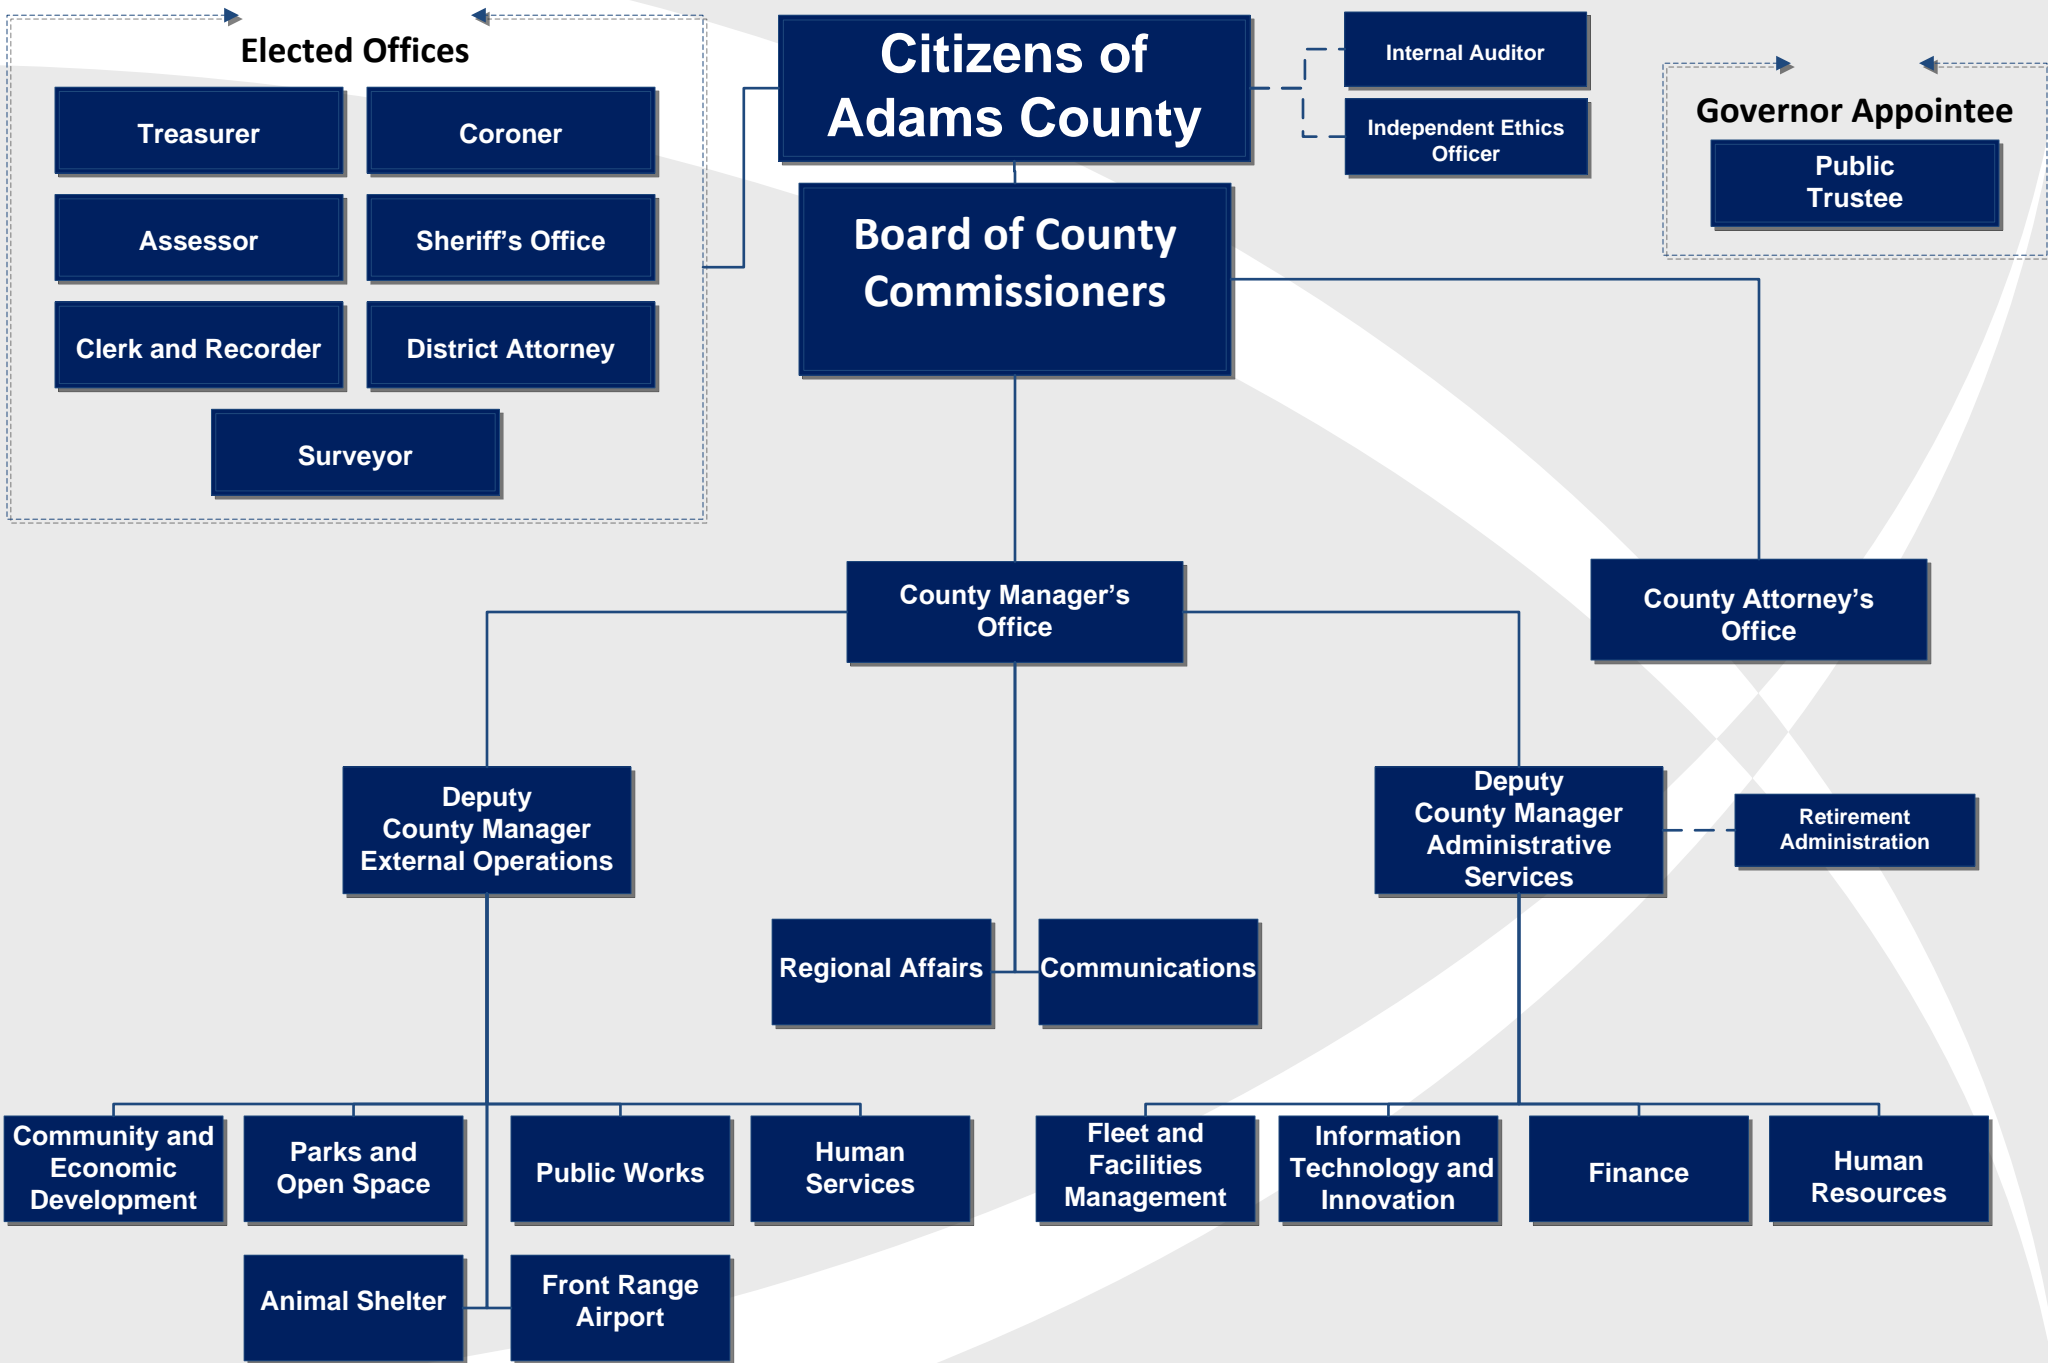 Elected Offices
Treasurer
Coroner
Assessor
Sheriff’s Office
Clerk and Recorder
District Attorney
Surveyor
Citizens of
Adams County
Internal Auditor
Independent Ethics
Officer
Governor Appointee
Public
Trustee
Board of County
Commissioners
County Manager’s
Office
County Attorney’s
Office
Deputy
County Manager
External Operations
Deputy
County Manager
Administrative
Services
Retirement
Administration
Regional Affairs
Communications
Community and
Economic
Development
Parks and
Open Space
Public Works
Human
Services
Fleet and
Facilities
Management
Information
Technology and
Innovation
Finance
Human
Resources
Animal Shelter
Front Range
Airport